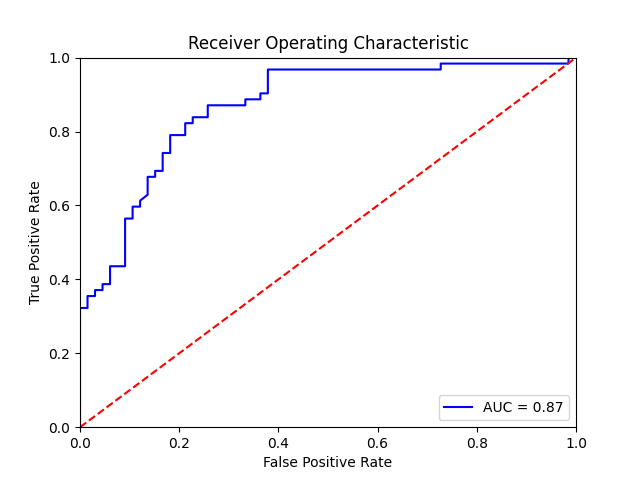 Receiver Operating Characteristic
True Positive Rate
1.0
0.8
0.6
0.4
0.2
0.0
AUC = 0.87
0.0 0.2 0.4 0.6 0.8 1.0
False Positive Rate